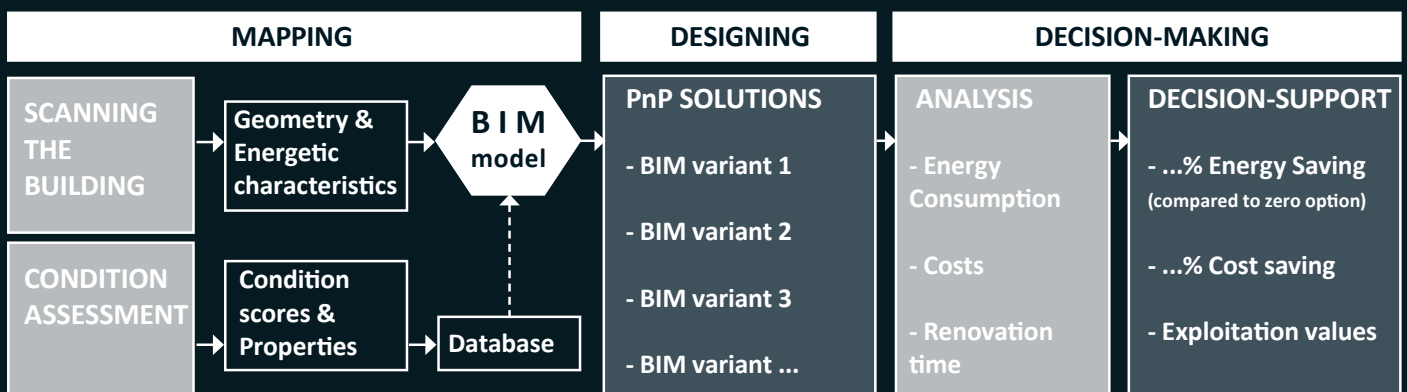 MAPPING
SCANNING
THE
BUILDING
Geometry &
Energetic
characteristics
B I M
model
CONDITION
ASSESSMENT
Condition
scores &
Properties
Database
DESIGNING
PnP SOLUTIONS
- BIM variant 1
- BIM variant 2
- BIM variant 3
- BIM variant ...
DECISION-MAKING
ANALYSIS
- Energy
Consumption
- Costs
- Renovation
time
DECISION-SUPPORT
- ...% Energy Saving
(compared to zero option)
- ...% Cost saving
- Exploitation values